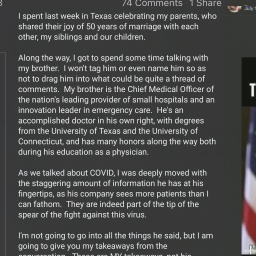 74 Comments 1 Share
I spent last week in Texas celebrating my parents, who
shared their joy of 50 years of marriage with each
other, my siblings and our children.
Along the way, I got to spend some time talking with
my brother.  I won't tag him or even name him so as
not to drag him into what could be quite a thread of
comments.  My brother is the Chief Medical Officer of
the nation's leading provider of small hospitals and an
innovation leader in emergency care.  He's an
accomplished doctor in his own right, with degrees
from the University of Texas and the University of
Connecticut, and has many honors along the way both
during his education as a physician.
As we talked about COVID, I was deeply moved with
the staggering amount of information he has at his
fingertips, as his company sees more patients than I
can fathom.  They are indeed part of the tip of the
spear of the fight against this virus.
I'm not going to go into all the things he said, but I am
going to give you my takeaways from the